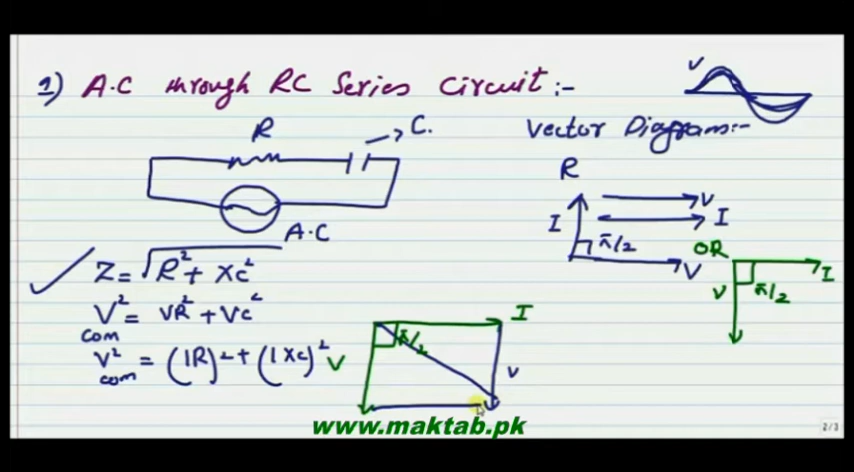 1) A.C through RC Series Circuit:-
V
R
C.
Vector Diagram:-
R
V
I
I
π/2
V
OR
I
V
π/2
A.C
Z = √R² + Xc²
V² = VR² + Vc²
com
V² = (IR)² + (IXc)²
com
I
π/2
V
V
www.maktab.pk
2/3